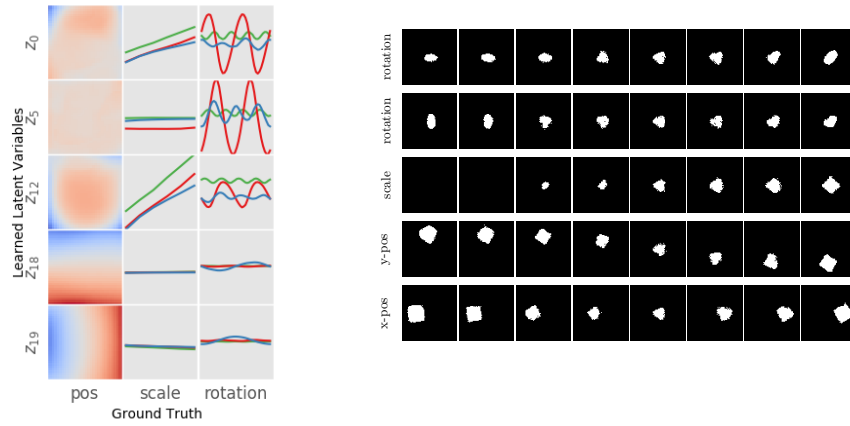 Learned Latent Variables
Z0
Z5
Z12
Z18
Z19
pos scale rotation
Ground Truth
rotation
rotation
scale
y-pos
x-pos